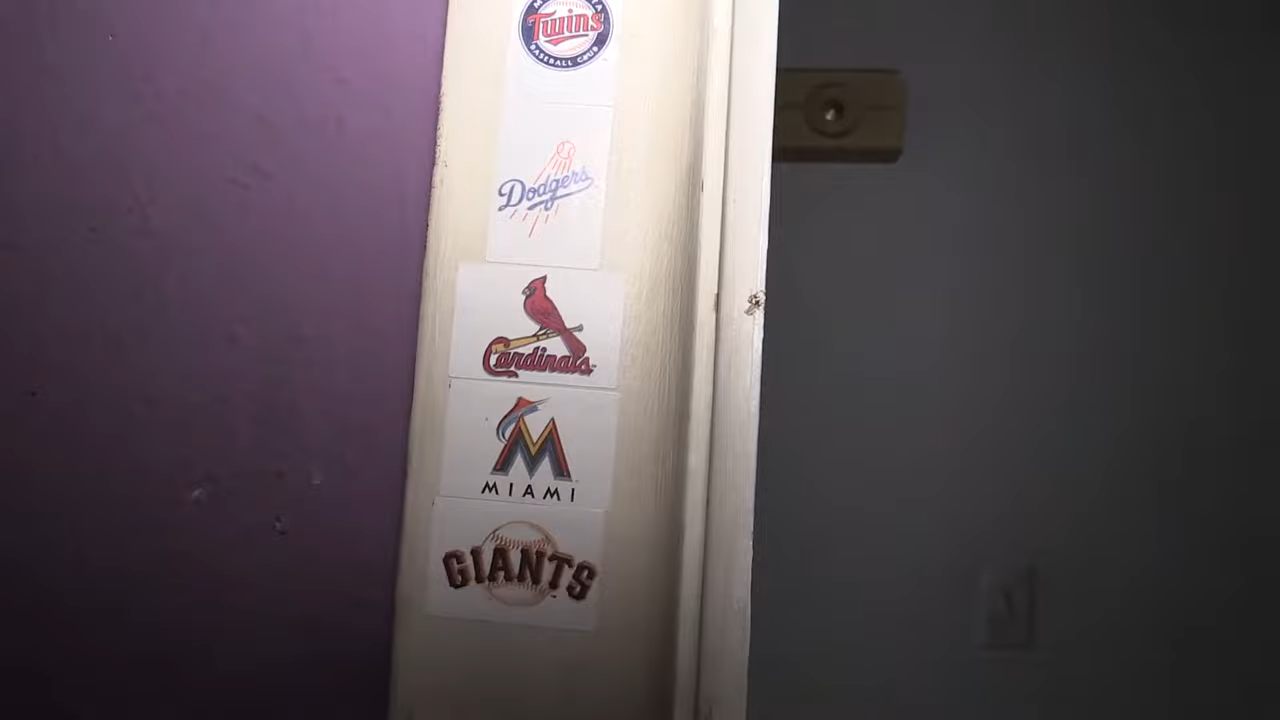 Twins
BASEBALL CLUB
Dodgers
Cardinals
MIAMI
GIANTS